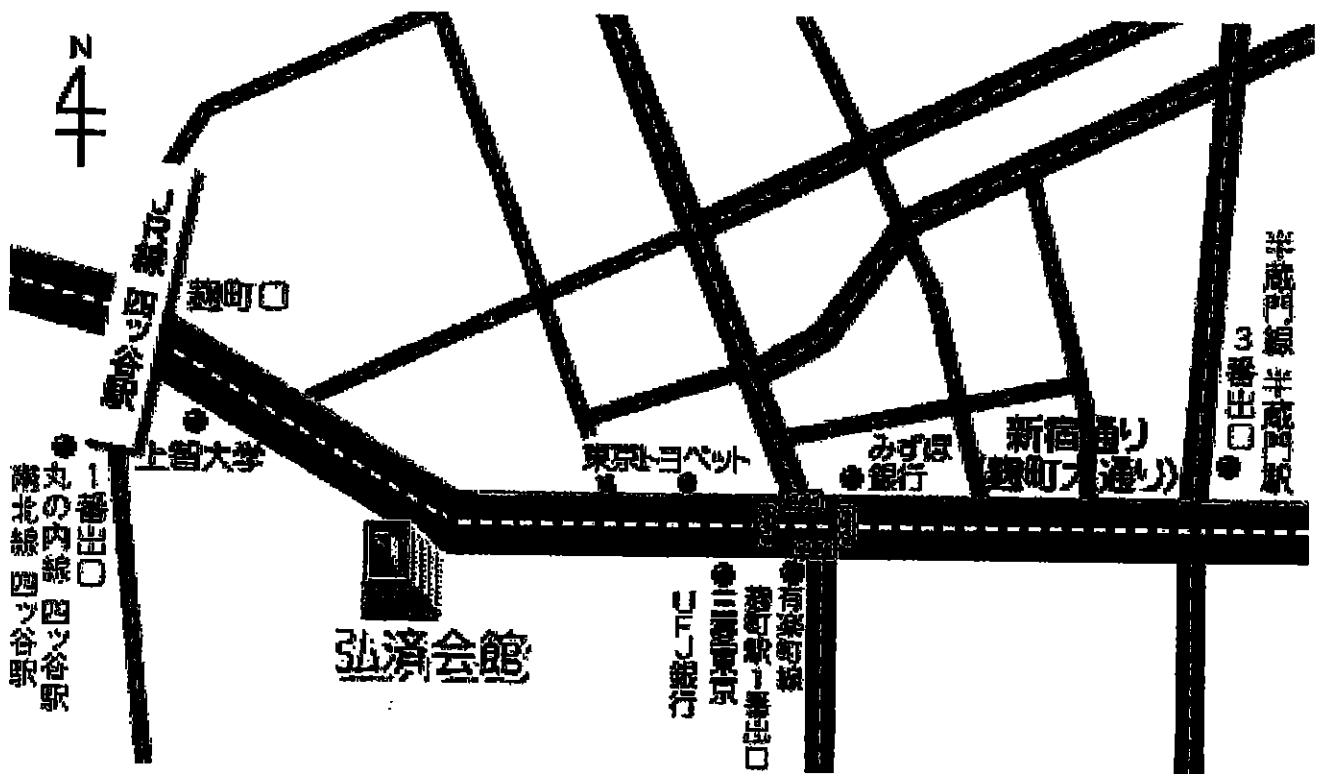 N
JR線 四ツ谷駅
麹町口
上智大学
1番出口
丸の内線 四ツ谷駅
南北線 四ツ谷駅
弘済会館
東京トヨペット
みずほ
銀行
新宿通り
(麹町大通り)
3番出口
半蔵門線 半蔵門駅
有楽町線
麹町駅1番出口
三菱東京
UFJ銀行